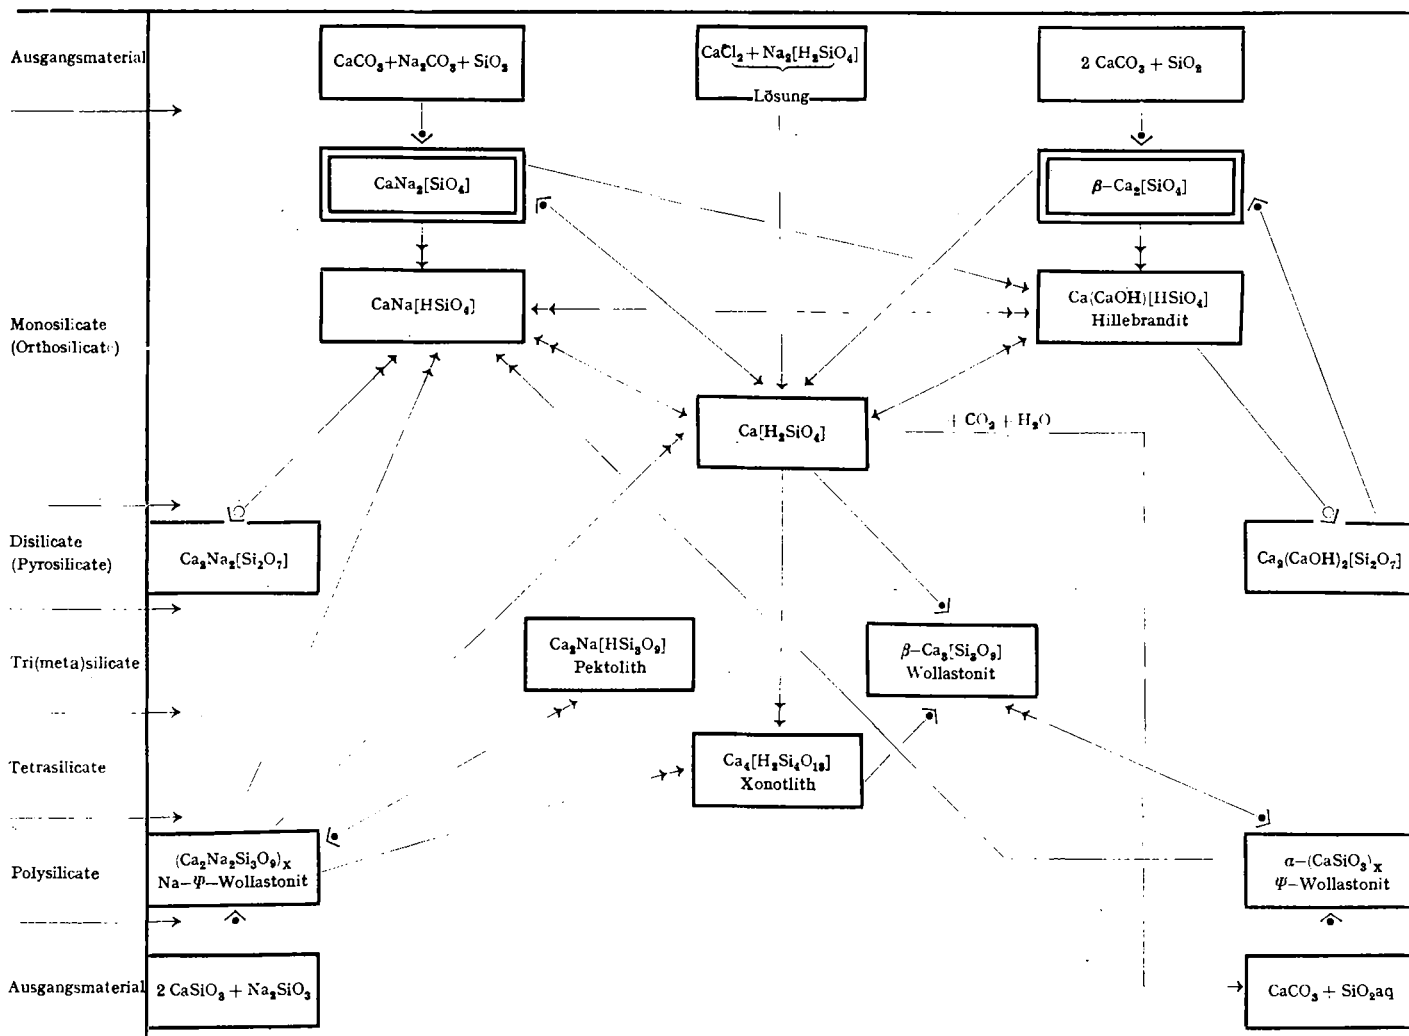 Ausgangsmaterial
CaCO₃+Na₂CO₃+SiO₂
CaCl₂+Na₂[H₂SiO₄]
Lösung
2 CaCO₃+SiO₂
CaNa₂[SiO₄]
β–Ca₂[SiO₄]
Monosilicate
(Orthosilicate)
CaNa[HSiO₄]
Ca(CaOH)[HSiO₄]
Hillebrandit
Ca[H₂SiO₄]
+ CO₂ + H₂O
Disilicate
(Pyrosilicate)
Ca₂Na₂[Si₂O₇]
Ca₂(CaOH)₂[Si₂O₇]
Tri(meta)silicate
Ca₂Na[HSi₃O₉]
Pektolith
β–Ca₃[Si₃O₉]
Wollastonit
Tetrasilicate
Ca₄[H₂Si₄O₁₃]
Xonotlith
Polysilicate
(Ca₂Na₂Si₃O₉)ₓ
Na–Ψ–Wollastonit
α–(CaSiO₃)ₓ
Ψ–Wollastonit
Ausgangsmaterial
2 CaSiO₃+Na₂SiO₃
CaCO₃+SiO₂aq